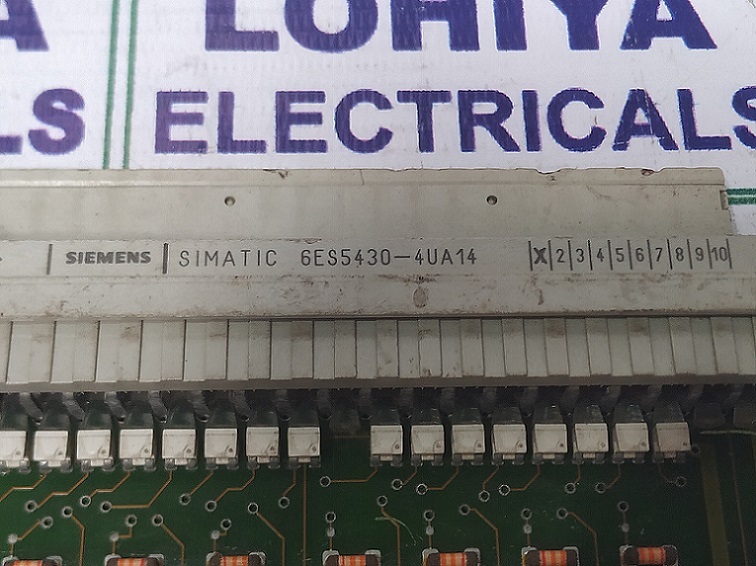 A LOHIYA
LS ELECTRICALS
SIEMENS SIMATIC 6ES5430-4UA14 X 2 3 4 5 6 7 8 9 10